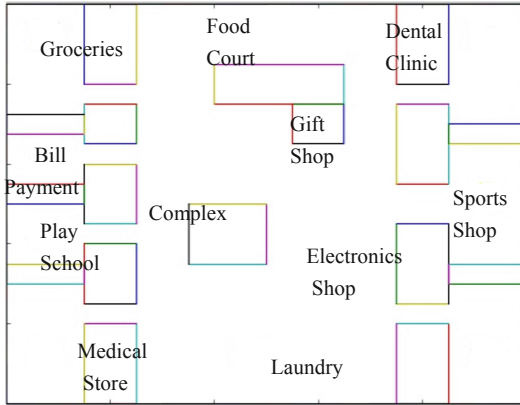 Food
Court
Dental
Clinic
Groceries
Gift
Shop
Bill
Payment
Sports
Shop
Complex
Play
School
Electronics
Shop
Medical
Store
Laundry